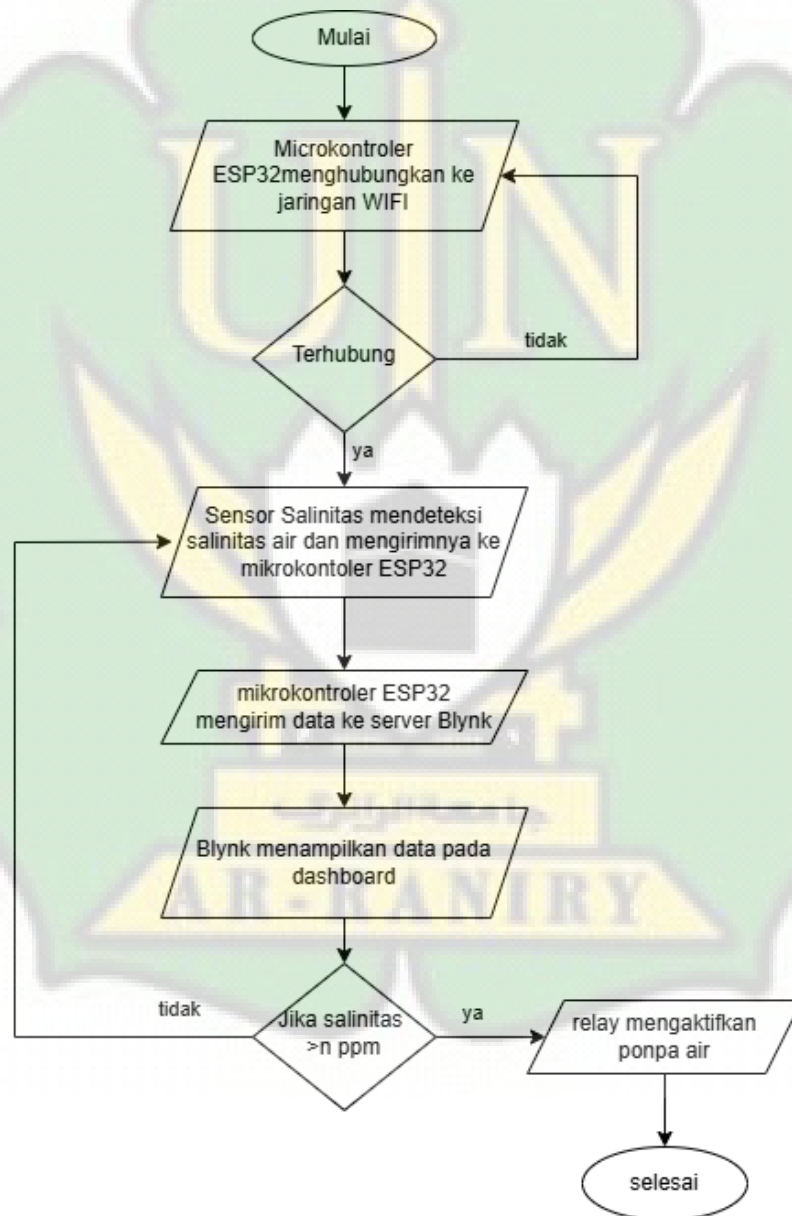 UIN
Mulai
Microkontroler
ESP32menghubungkan ke
jaringan WIFI
Terhubung
tidak
ya
Sensor Salinitas mendeteksi
salinitas air dan mengirimnya ke
mikrokontoler ESP32
mikrokontroler ESP32
mengirim data ke server Blynk
Blynk menampilkan data pada
dashboard
AR-RANIRY
tidak
Jika salinitas
>n ppm
ya
relay mengaktifkan
ponpa air
selesai